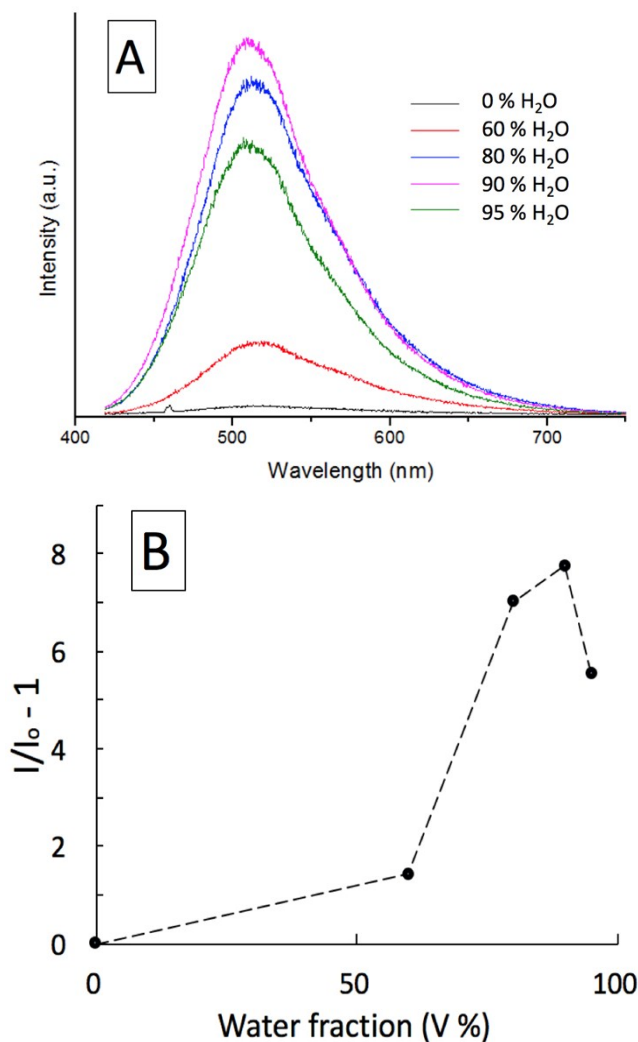 A
0 % H₂O
60 % H₂O
80 % H₂O
90 % H₂O
95 % H₂O
Intensity (a.u.)
400 500 600 700
Wavelength (nm)
B
8
6
4
2
0
I/Iₒ - 1
0 50 100
Water fraction (V %)